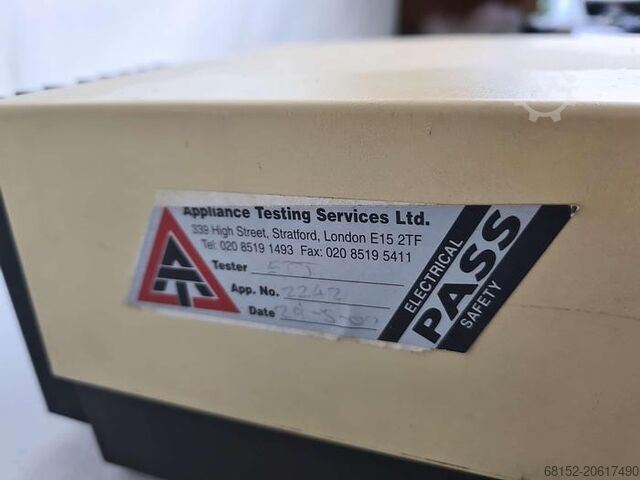 Appliance Testing Services Ltd.
339 High Street, Stratford, London E15 2TF
Tel: 020 8519 1493 Fax: 020 8519 5411
Tester
App. No. 2242
Date
ELECTRICAL
PASS
SAFETY
68152-20617490